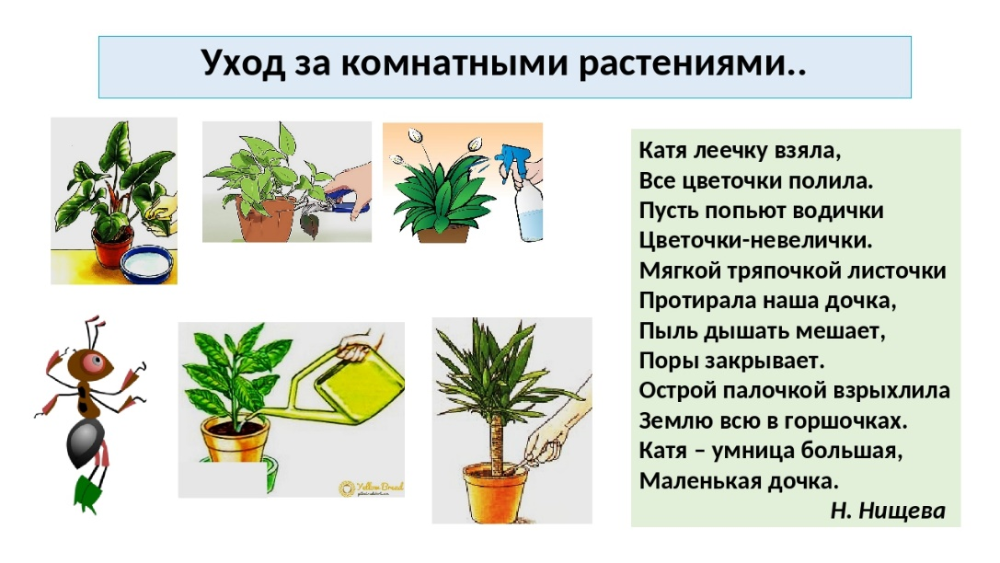 Уход за комнатными растениями..
Катя леечку взяла,
Все цветочки полила.
Пусть попьют водички
Цветочки-невелички.
Мягкой тряпочкой листочки
Протирала наша дочка,
Пыль дышать мешает,
Поры закрывает.
Острой палочкой взрыхлила
Землю всю в горшочках.
Катя – умница большая,
Маленькая дочка.
Н. Нищева
Yellow Bread